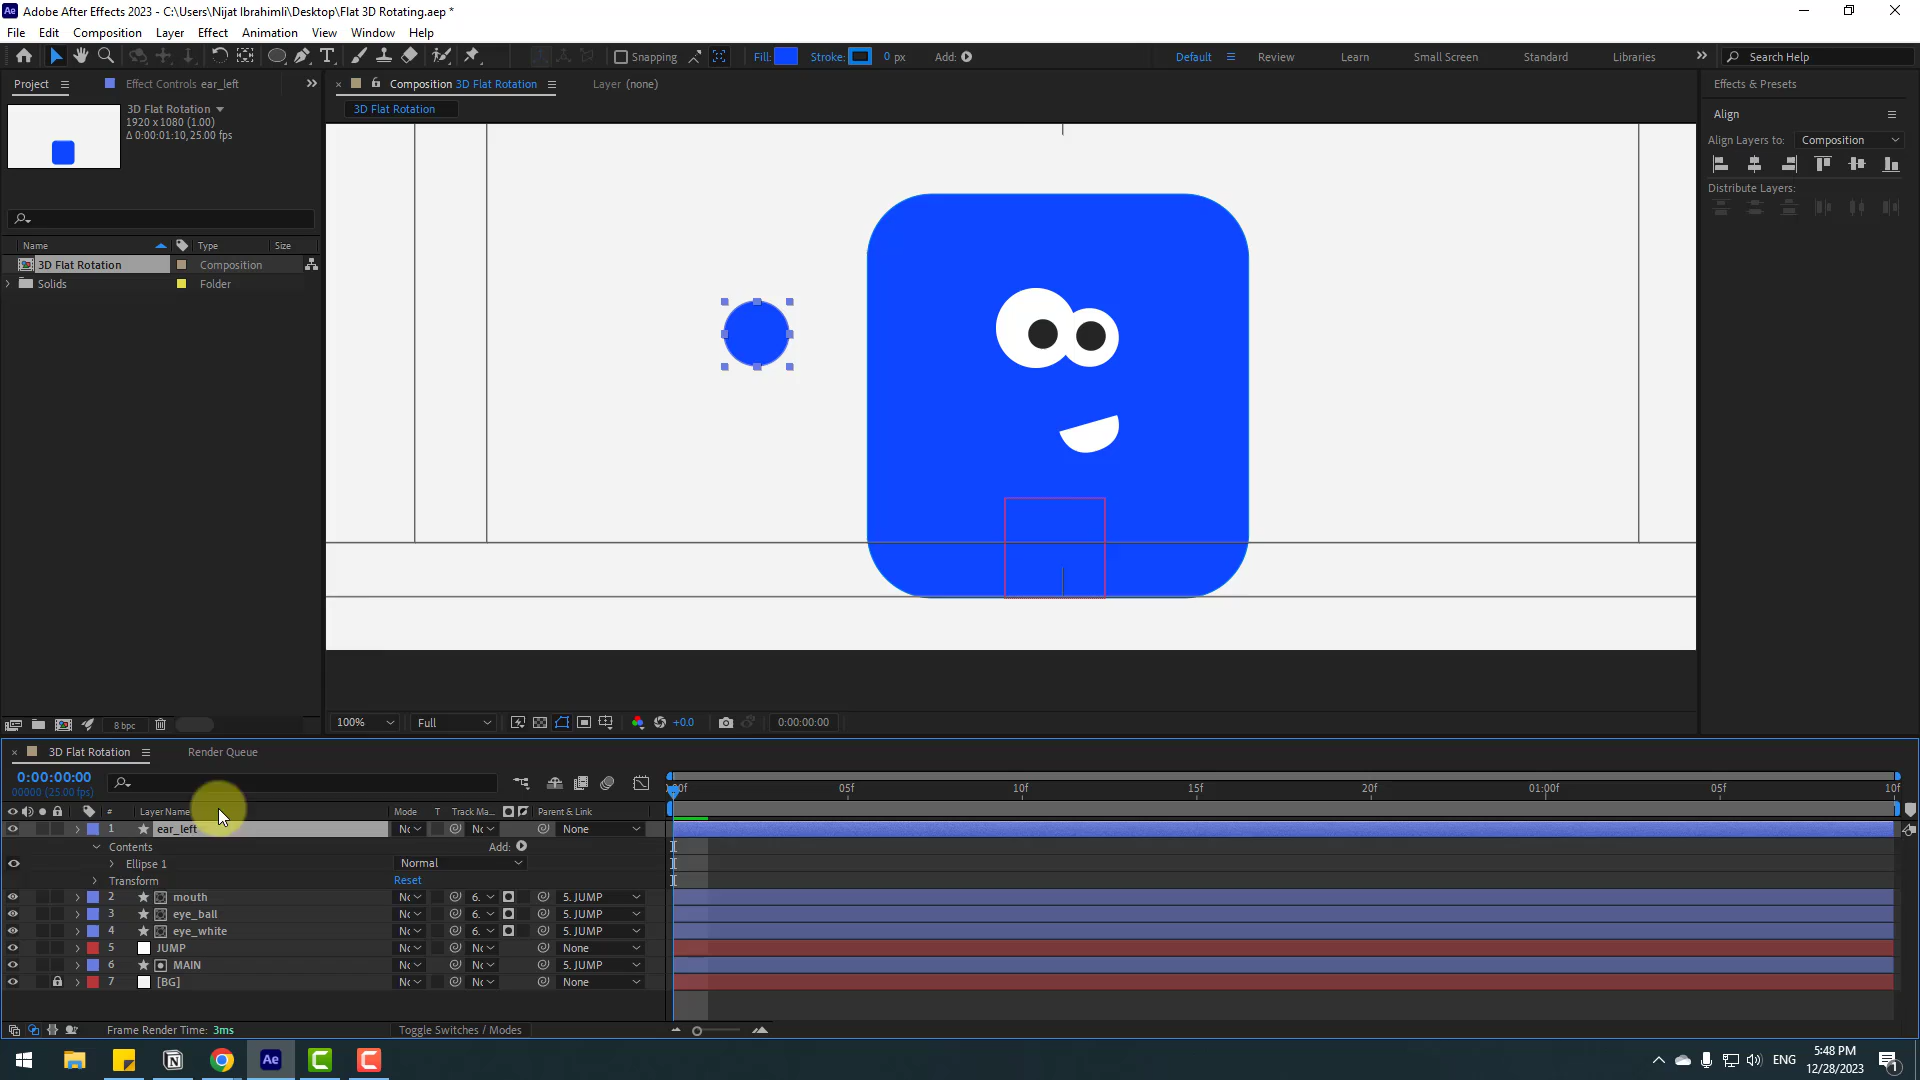 Adobe After Effects 2023 - C:\Users\Nijat Ibrahimli\Desktop\Flat 3D Rotating.aep *
File Edit Composition Layer Effect Animation View Window Help
Snapping Fill: Stroke: 0 px Add: Default Review Learn Small Screen Standard Libraries Search Help
Project Effect Controls ear_left Composition 3D Flat Rotation Layer (none) Effects & Presets
3D Flat Rotation
1920 x 1080 (1.00)
Δ 0:00:01:10, 25.00 fps
3D Flat Rotation
Align
Align Layers to: Composition
Distribute Layers:
Name Type Size
3D Flat Rotation Composition
Solids Folder
8 bpc 100% Full +0.0 0:00:00:00
3D Flat Rotation Render Queue
0:00:00:00
00000 (25.00 fps)
05f 10f 15f 20f 01:00f 05f 10f
# Layer Name Mode T Track Ma... Parent & Link
1 ear_left None
Contents Add:
Ellipse 1 Normal
Transform Reset
2 mouth 6. 5. JUMP
3 eye_ball 6. 5. JUMP
4 eye_white 6. 5. JUMP
5 JUMP None
6 MAIN 5. JUMP
7 [BG] None
Frame Render Time: 3ms Toggle Switches / Modes
Ae ENG 5:48 PM
12/28/2023 1